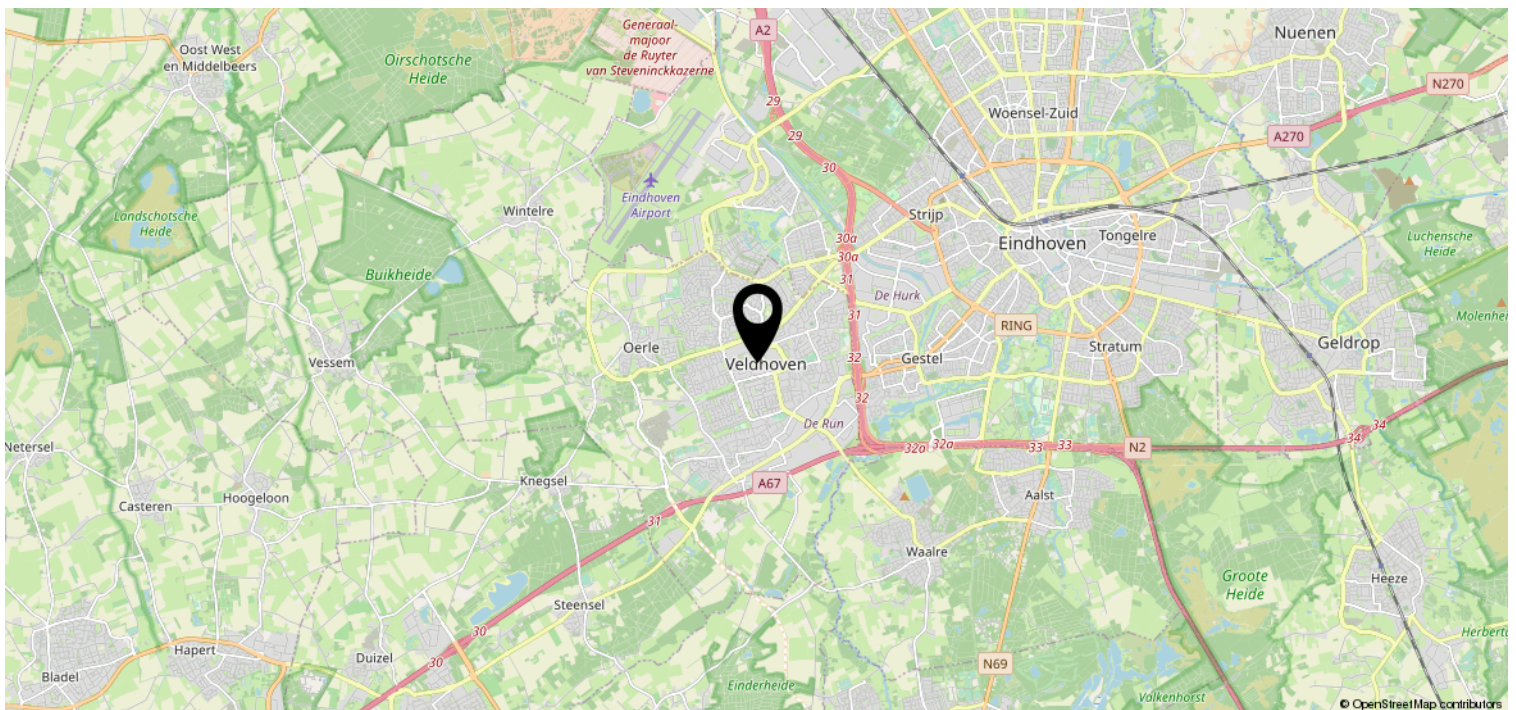 Generaal-
majoor
de Ruyter
van Steveninckkazerne
A2
Nuenen
Oost West
en Middelbeers
Oirschotsche
Heide
N270
29
Woensel-Zuid
29
A270
30
Eindhoven
Airport
Landschotsche
Heide
Wintelre
Strijp
30a
Eindhoven
Tongelre
Luchensche
Heide
30a
Buikheide
31
De Hurk
31
RING
Molenhei
Vessem
Oerle
Veldhoven
32
Gestel
Stratum
Geldrop
32
De Run
34
34
Netersel
32a
32a
33
33
N2
Knegsel
A67
Hoogeloon
Casteren
Aalst
31
Waalre
Groote
Heide
Heeze
Steensel
30
Herberts
Hapert
Duizel
30
N69
Bladel
Einderheide
Valkenhorst
© OpenStreetMap contributors